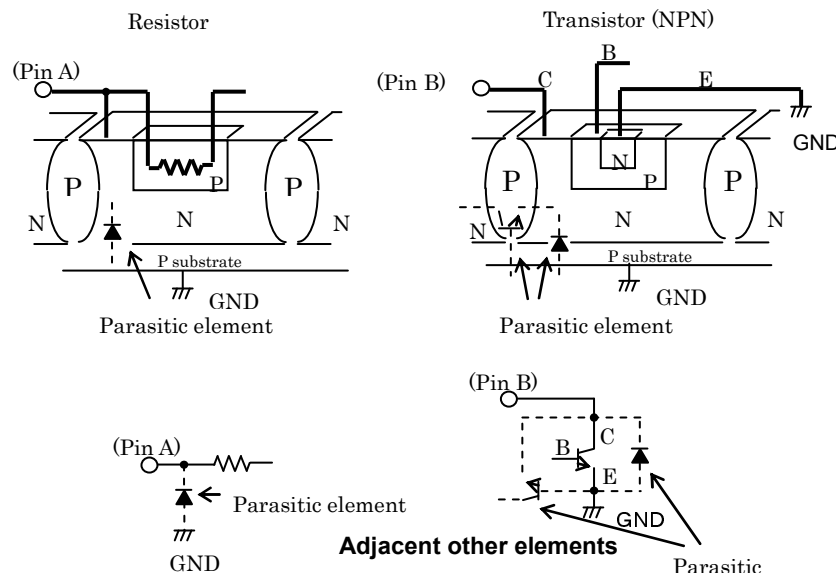 Resistor
Transistor (NPN)
(Pin A)
(Pin B)
B
C
E
GND
P
P
P
N
N
N
P substrate
GND
Parasitic element
P
N
P
P
N
N
N
P substrate
GND
Parasitic element
(Pin A)
Parasitic element
GND
(Pin B)
C
B
E
GND
Adjacent other elements
Parasitic